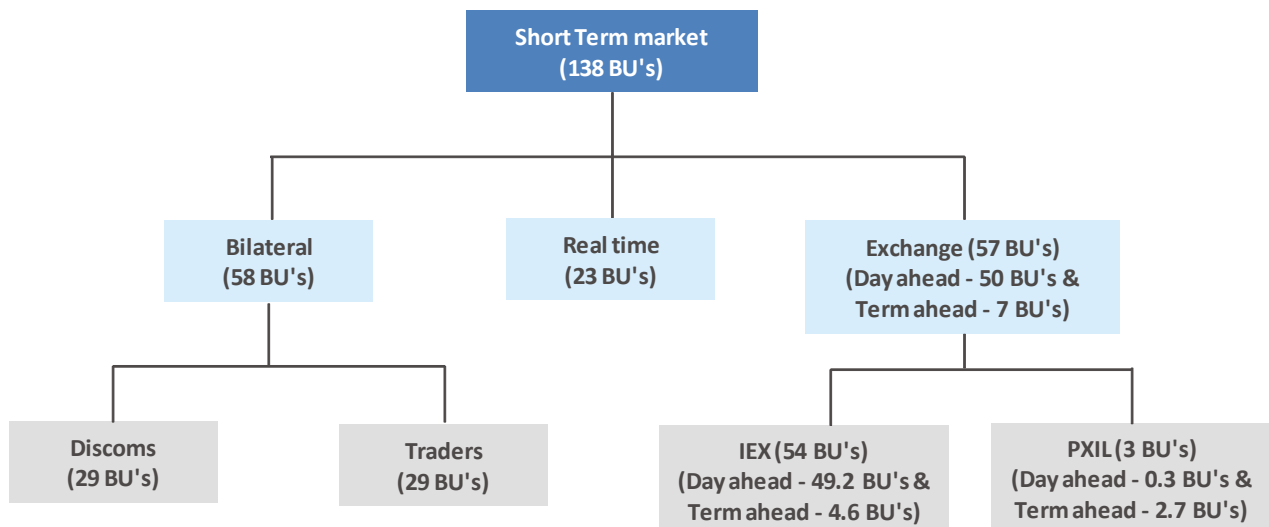 Short Term market
(138 BU's)
Bilateral
(58 BU's)
Real time
(23 BU's)
Exchange (57 BU's)
(Day ahead - 50 BU's &
Term ahead - 7 BU's)
Discoms
(29 BU's)
Traders
(29 BU's)
IEX (54 BU's)
(Day ahead - 49.2 BU's &
Term ahead - 4.6 BU's)
PXIL (3 BU's)
(Day ahead - 0.3 BU's &
Term ahead - 2.7 BU's)